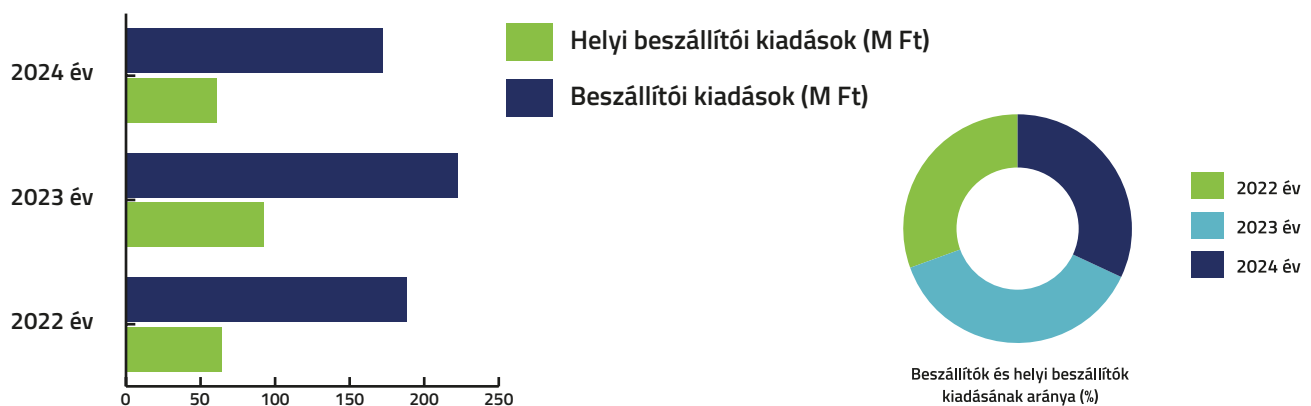 2024 év
2023 év
2022 év
0 50 100 150 200 250
Helyi beszállítói kiadások (M Ft)
Beszállítói kiadások (M Ft)
2022 év
2023 év
2024 év
Beszállítók és helyi beszállítók
kiadásának aránya (%)